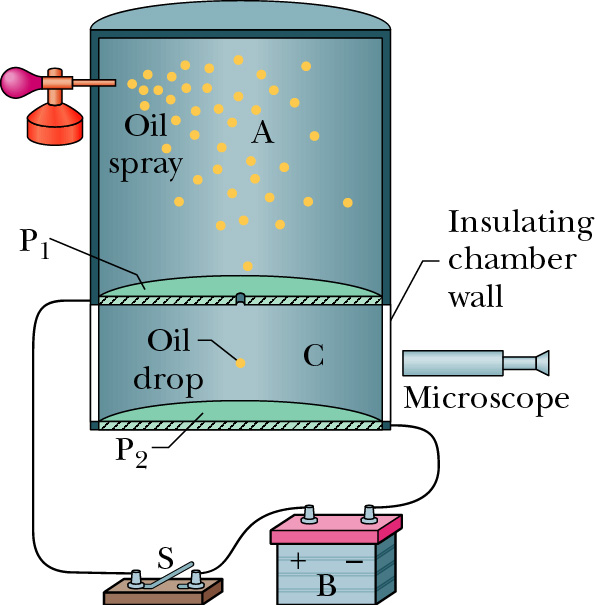 Oil
spray
A
P1
Insulating
chamber
wall
Oil
drop
C
Microscope
P2
S
+ −
B